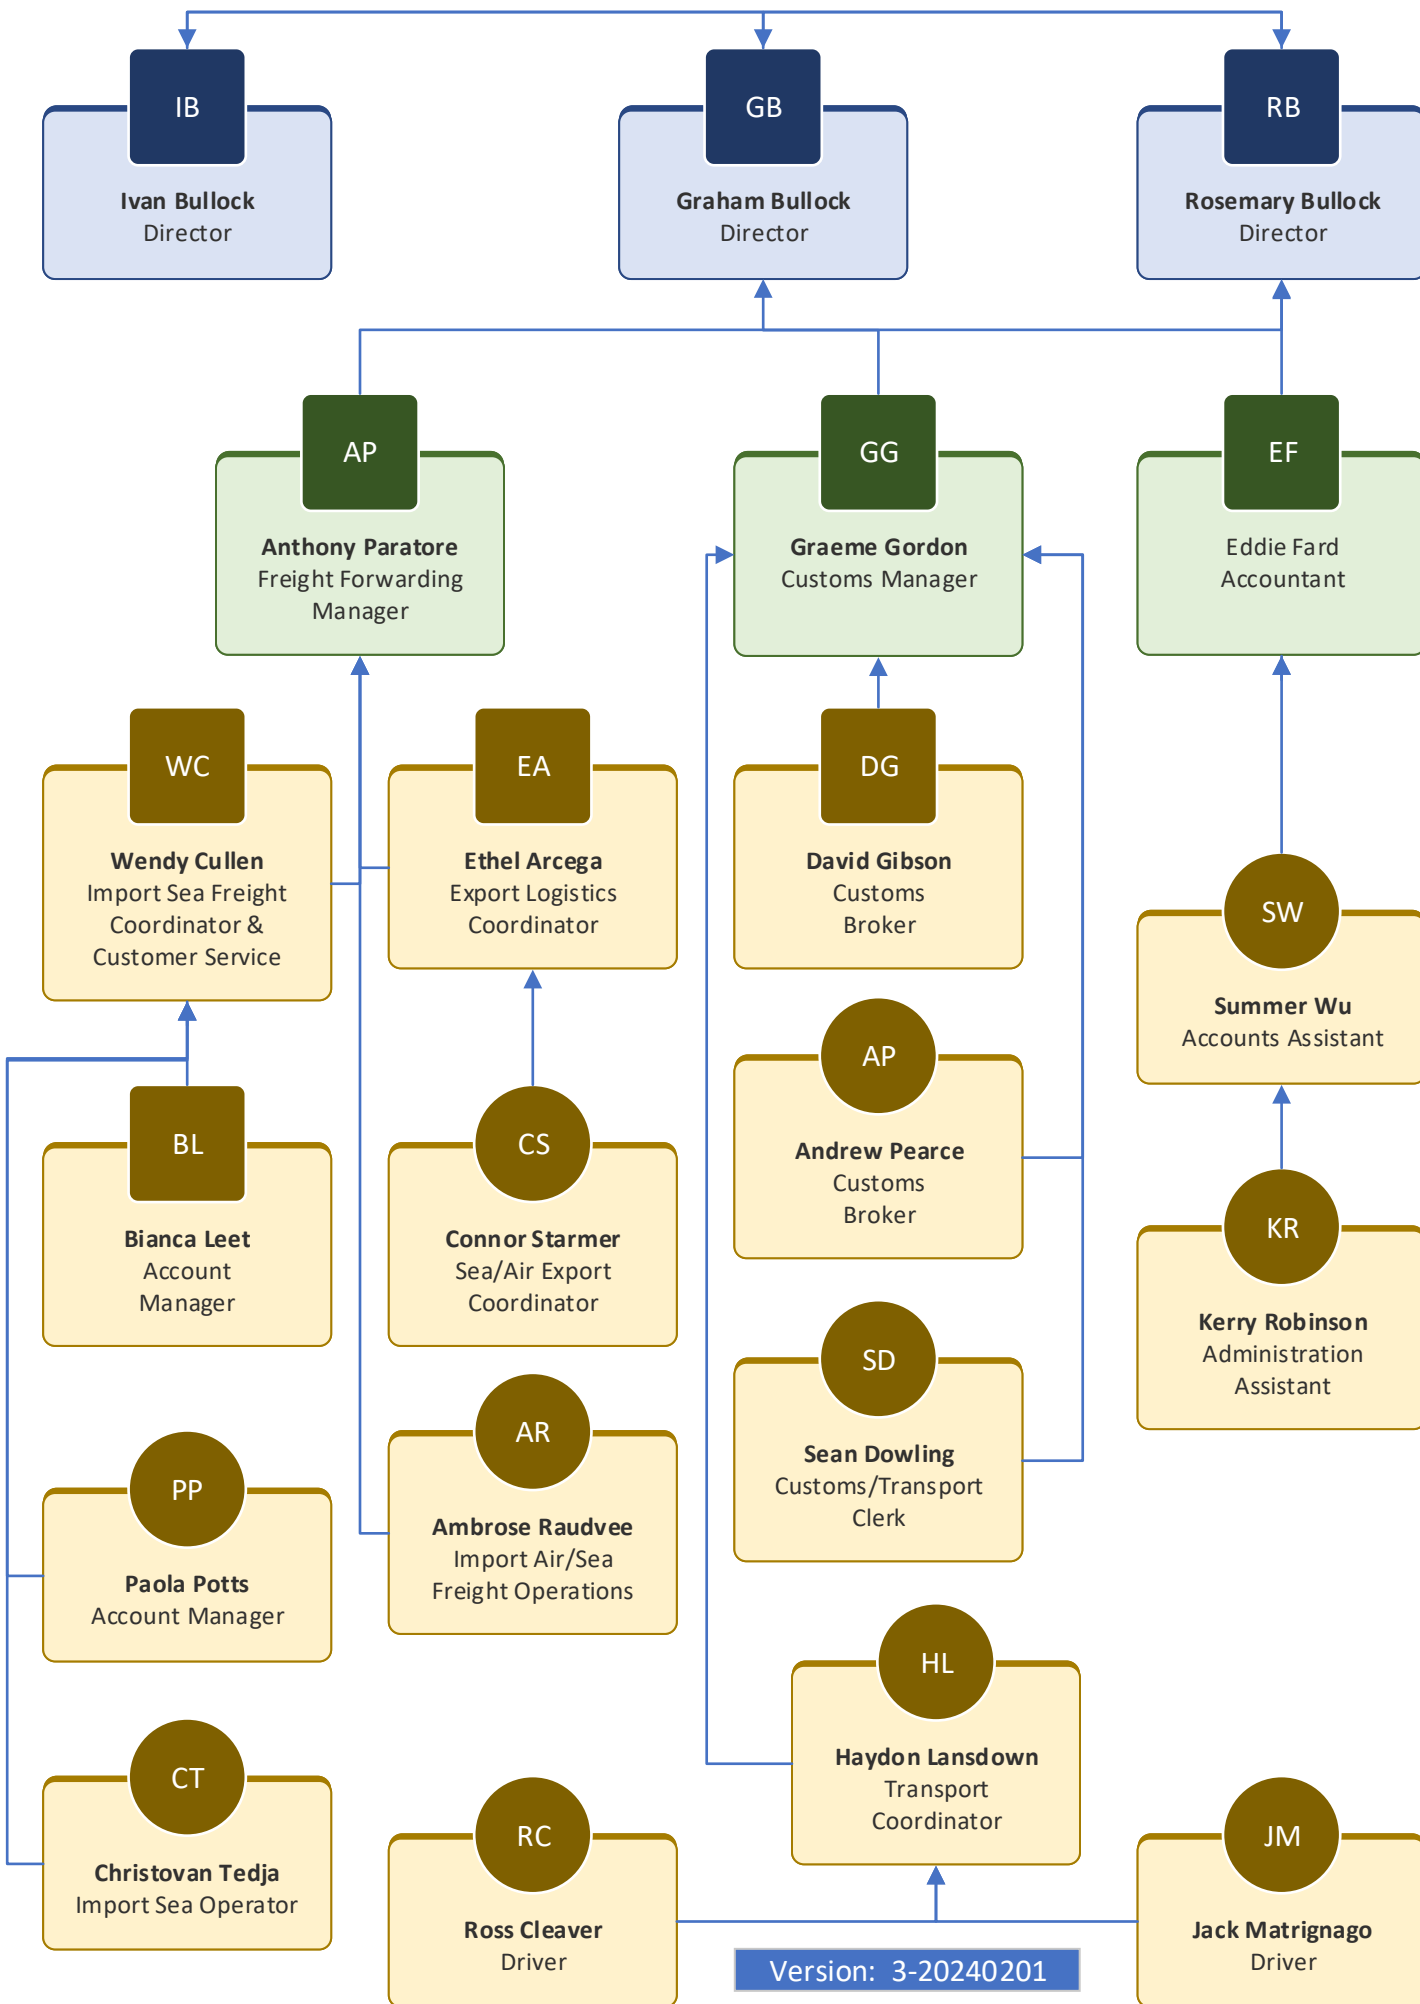 IB
GB
RB
Ivan Bullock
Director
Graham Bullock
Director
Rosemary Bullock
Director
AP
GG
EF
Anthony Paratore
Freight Forwarding
Manager
Graeme Gordon
Customs Manager
Eddie Fard
Accountant
WC
EA
DG
Wendy Cullen
Import Sea Freight
Coordinator &
Customer Service
Ethel Arcega
Export Logistics
Coordinator
David Gibson
Customs
Broker
SW
Summer Wu
Accounts Assistant
BL
CS
AP
Bianca Leet
Account
Manager
Connor Starmer
Sea/Air Export
Coordinator
Andrew Pearce
Customs
Broker
KR
Kerry Robinson
Administration
Assistant
PP
AR
SD
Paola Potts
Account Manager
Ambrose Raudvee
Import Air/Sea
Freight Operations
Sean Dowling
Customs/Transport
Clerk
HL
Haydon Lansdown
Transport
Coordinator
CT
RC
JM
Christovan Tedja
Import Sea Operator
Ross Cleaver
Driver
Jack Matrignago
Driver
Version: 3-20240201